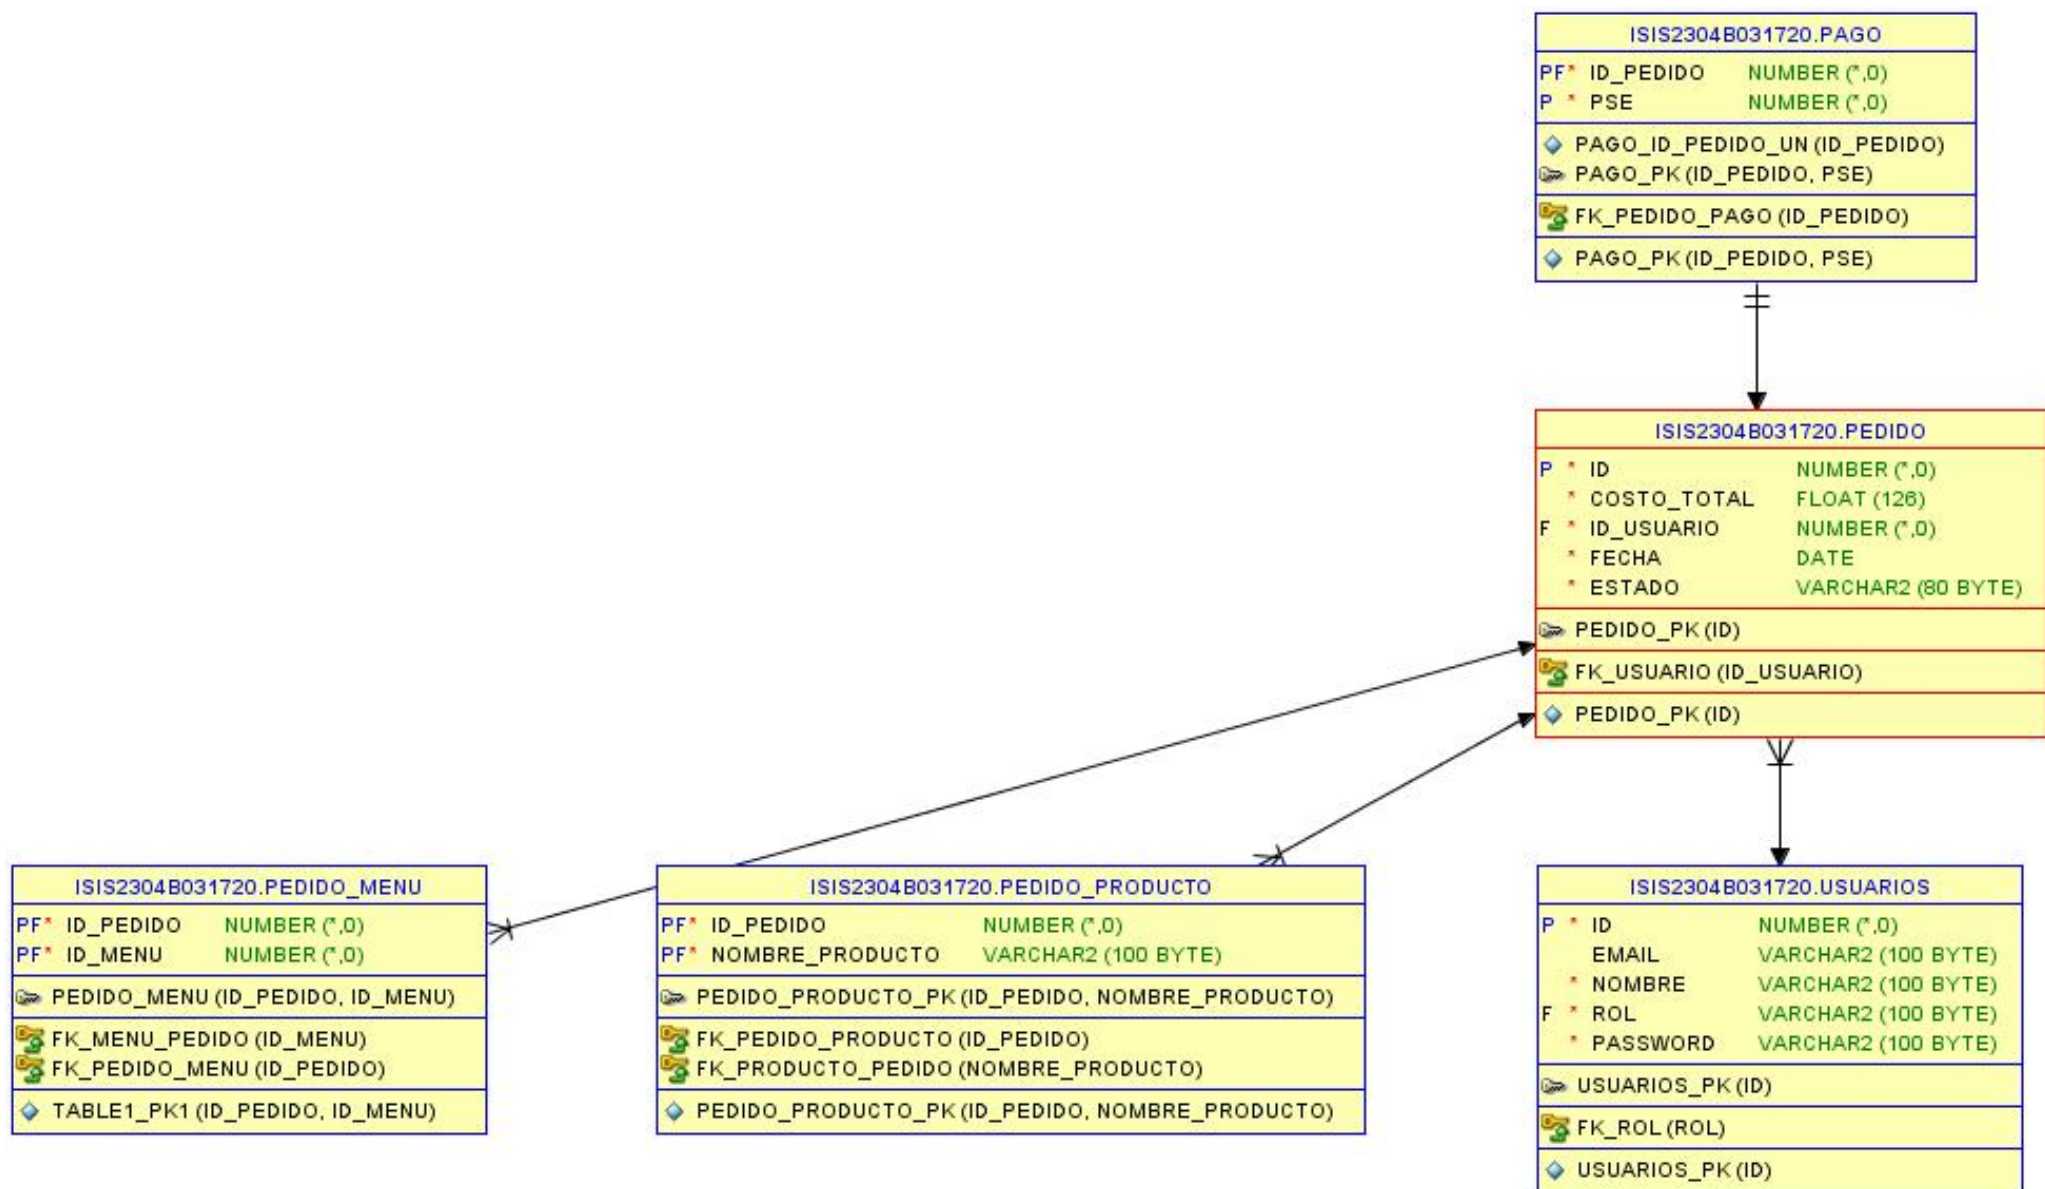 ISIS2304B031720.PAGO
PF* ID_PEDIDO NUMBER (*,0)
P * PSE NUMBER (*,0)
PAGO_ID_PEDIDO_UN (ID_PEDIDO)
PAGO_PK (ID_PEDIDO, PSE)
FK_PEDIDO_PAGO (ID_PEDIDO)
PAGO_PK (ID_PEDIDO, PSE)
ISIS2304B031720.PEDIDO
P * ID NUMBER (*,0)
* COSTO_TOTAL FLOAT (126)
F * ID_USUARIO NUMBER (*,0)
* FECHA DATE
* ESTADO VARCHAR2 (80 BYTE)
PEDIDO_PK (ID)
FK_USUARIO (ID_USUARIO)
PEDIDO_PK (ID)
ISIS2304B031720.PEDIDO_MENU
PF* ID_PEDIDO NUMBER (*,0)
PF* ID_MENU NUMBER (*,0)
PEDIDO_MENU (ID_PEDIDO, ID_MENU)
FK_MENU_PEDIDO (ID_MENU)
FK_PEDIDO_MENU (ID_PEDIDO)
TABLE1_PK1 (ID_PEDIDO, ID_MENU)
ISIS2304B031720.PEDIDO_PRODUCTO
PF* ID_PEDIDO NUMBER (*,0)
PF* NOMBRE_PRODUCTO VARCHAR2 (100 BYTE)
PEDIDO_PRODUCTO_PK (ID_PEDIDO, NOMBRE_PRODUCTO)
FK_PEDIDO_PRODUCTO (ID_PEDIDO)
FK_PRODUCTO_PEDIDO (NOMBRE_PRODUCTO)
PEDIDO_PRODUCTO_PK (ID_PEDIDO, NOMBRE_PRODUCTO)
ISIS2304B031720.USUARIOS
P * ID NUMBER (*,0)
EMAIL VARCHAR2 (100 BYTE)
* NOMBRE VARCHAR2 (100 BYTE)
F * ROL VARCHAR2 (100 BYTE)
* PASSWORD VARCHAR2 (100 BYTE)
USUARIOS_PK (ID)
FK_ROL (ROL)
USUARIOS_PK (ID)